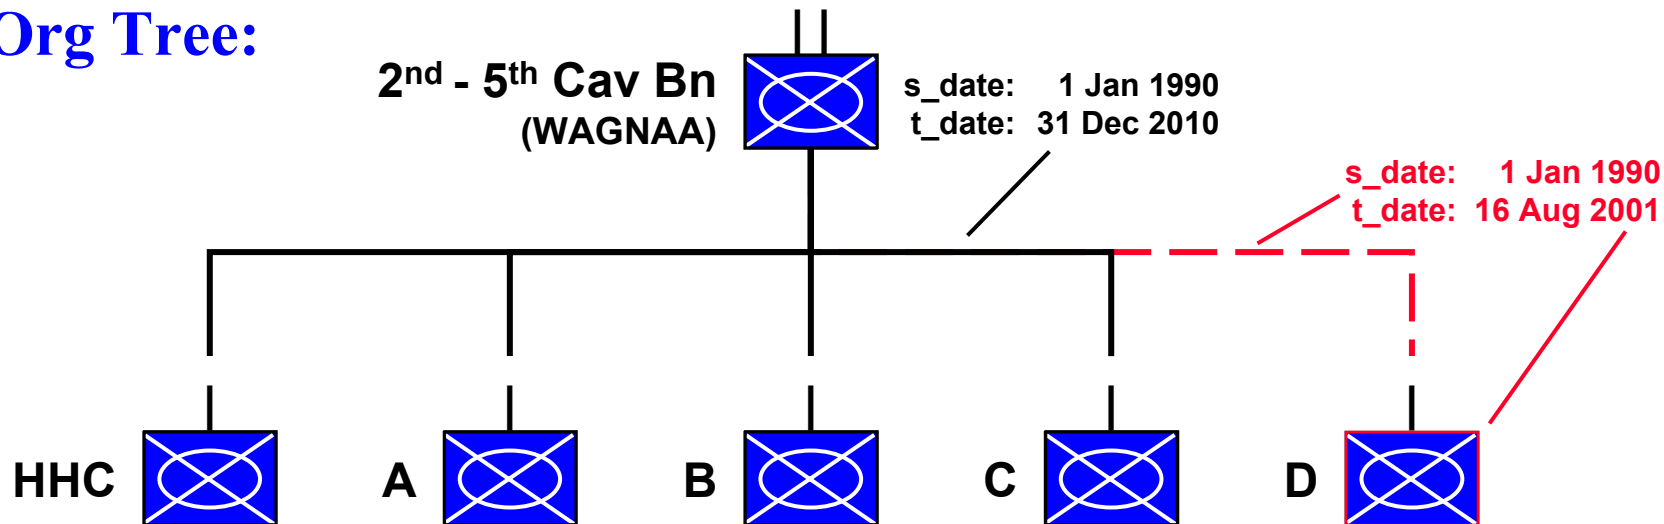 Org Tree:
2nd - 5th Cav Bn
(WAGNAA)
s_date: 1 Jan 1990
t_date: 31 Dec 2010
s_date: 1 Jan 1990
t_date: 16 Aug 2001
HHC A B C D